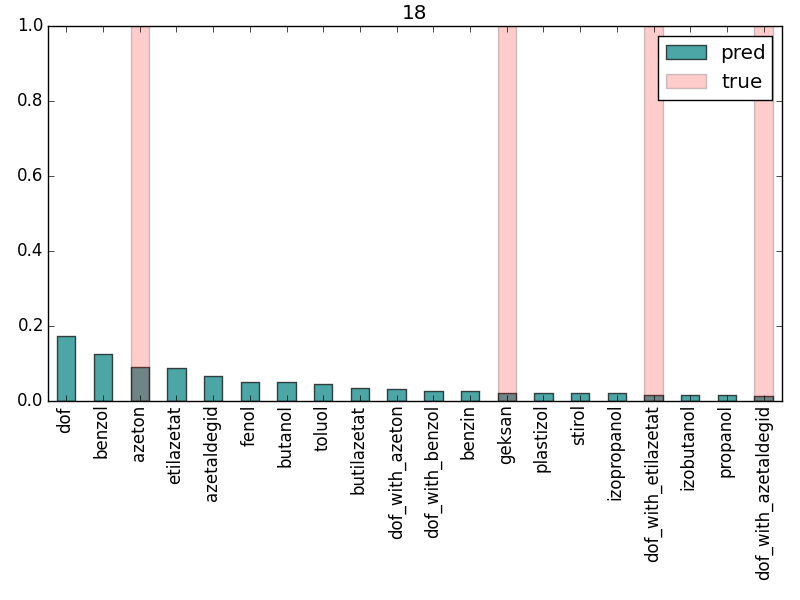 18
1.0
0.8
0.6
0.4
0.2
0.0
pred
true
dof
benzol
azeton
etilazetat
azetaldegid
fenol
butanol
toluol
butilazetat
dof_with_azeton
dof_with_benzol
benzin
geksan
plastizol
stirol
izopropanol
dof_with_etilazetat
izobutanol
propanol
dof_with_azetaldegid